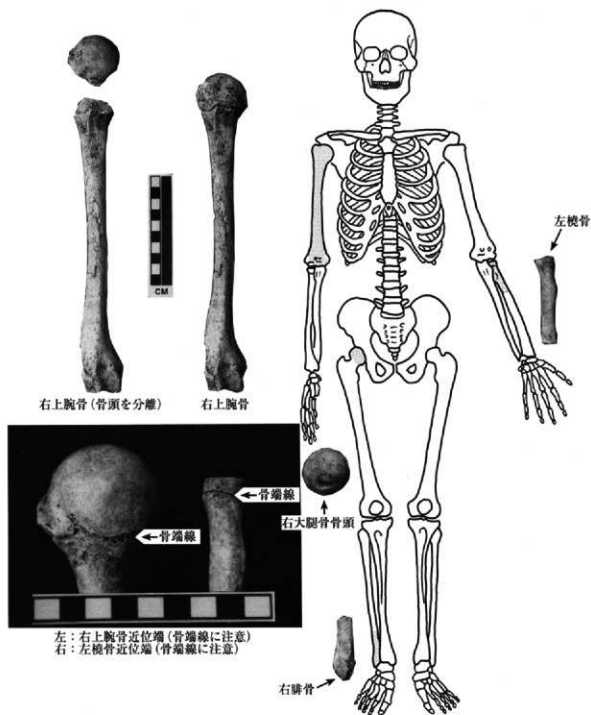 CM
右上腕骨(骨頭を分離)
右上腕骨
左橈骨
骨端線
骨端線
右大腿骨骨頭
左：右上腕骨近位端(骨端線に注意)
右：左橈骨近位端(骨端線に注意)
右腓骨